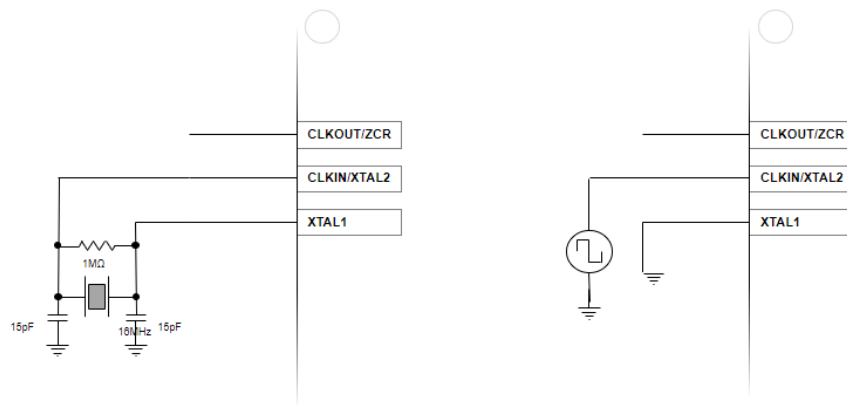 CLKOUT/ZCR
CLKIN/XTAL2
XTAL1
1MΩ
15pF
16MHz
15pF
CLKOUT/ZCR
CLKIN/XTAL2
XTAL1